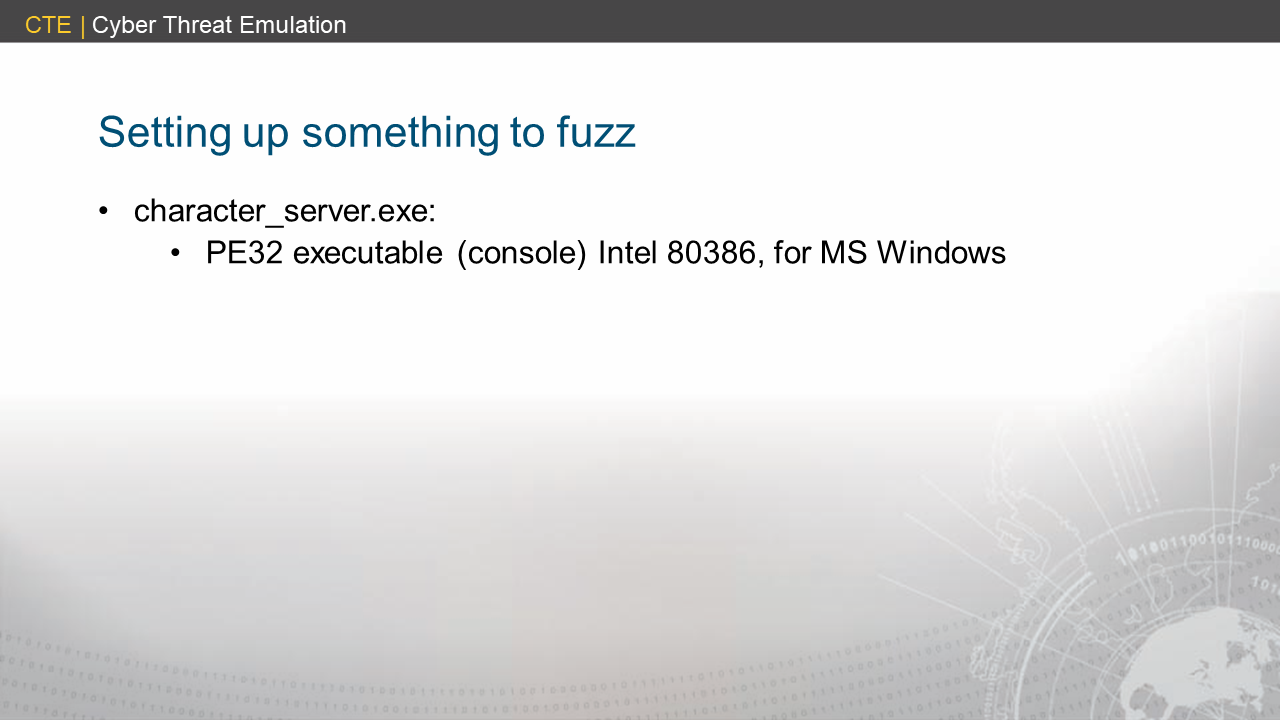 CTE | Cyber Threat Emulation
Setting up something to fuzz
• character_server.exe:
• PE32 executable (console) Intel 80386, for MS Windows